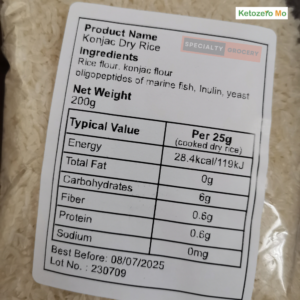 KetozeYo Mo
SPECIALTY GROCERY
Product Name
Konjac Dry Rice
Ingredients
Rice flour, konjac flour
oligopeptides of marine fish, Inulin, yeast
Net Weight
200g
Typical Value Per 25g
(cooked dry rice)
Energy 28.4kcal/119kJ
Total Fat 0g
Carbohydrates 6g
Fiber 0.6g
Protein 0.6g
Sodium 0mg
Best Before: 08/07/2025
Lot No. : 230709